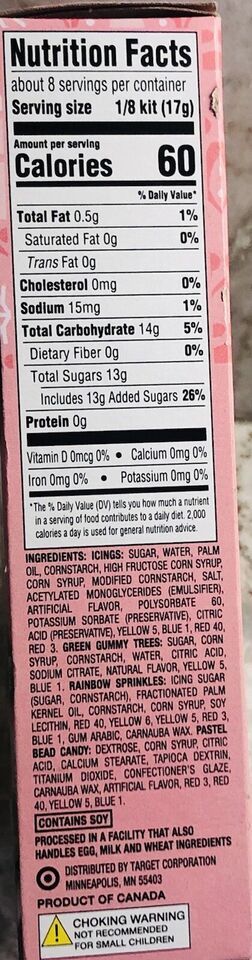 Nutrition Facts
about 8 servings per container
Serving size 1/8 kit (17g)
Amount per serving
Calories 60
% Daily Value*
Total Fat 0.5g 1%
Saturated Fat 0g 0%
Trans Fat 0g
Cholesterol 0mg 0%
Sodium 15mg 1%
Total Carbohydrate 14g 5%
Dietary Fiber 0g 0%
Total Sugars 13g
Includes 13g Added Sugars 26%
Protein 0g
Vitamin D 0mcg 0% • Calcium 0mg 0%
Iron 0mg 0% • Potassium 0mg 0%
*The % Daily Value (DV) tells you how much a nutrient
in a serving of food contributes to a daily diet. 2,000
calories a day is used for general nutrition advice.
INGREDIENTS: ICINGS: SUGAR, WATER, PALM
OIL, CORNSTARCH, HIGH FRUCTOSE CORN SYRUP,
CORN SYRUP, MODIFIED CORNSTARCH, SALT,
ACETYLATED MONOGLYCERIDES (EMULSIFIER),
ARTIFICIAL FLAVOR, POLYSORBATE 60,
POTASSIUM SORBATE (PRESERVATIVE), CITRIC
ACID (PRESERVATIVE), YELLOW 5, BLUE 1, RED 40,
RED 3. GREEN GUMMY TREES: SUGAR, CORN
SYRUP, CORNSTARCH, WATER, CITRIC ACID,
SODIUM CITRATE, NATURAL FLAVOR, YELLOW 5,
BLUE 1. RAINBOW SPRINKLES: ICING SUGAR
(SUGAR, CORNSTARCH), FRACTIONATED PALM
KERNEL OIL, CORNSTARCH, CORN SYRUP, SOY
LECITHIN, RED 40, YELLOW 6, YELLOW 5, RED 3,
BLUE 1, GUM ARABIC, CARNAUBA WAX. PASTEL
BEAD CANDY: DEXTROSE, CORN SYRUP, CITRIC
ACID, CALCIUM STEARATE, TAPIOCA DEXTRIN,
TITANIUM DIOXIDE, CONFECTIONER'S GLAZE,
CARNAUBA WAX, ARTIFICIAL FLAVOR, RED 3, RED
40, YELLOW 5, BLUE 1.
CONTAINS SOY
PROCESSED IN A FACILITY THAT ALSO
HANDLES EGG, MILK AND WHEAT INGREDIENTS
DISTRIBUTED BY TARGET CORPORATION
MINNEAPOLIS, MN 55403
PRODUCT OF CANADA
CHOKING WARNING
NOT RECOMMENDED
FOR SMALL CHILDREN